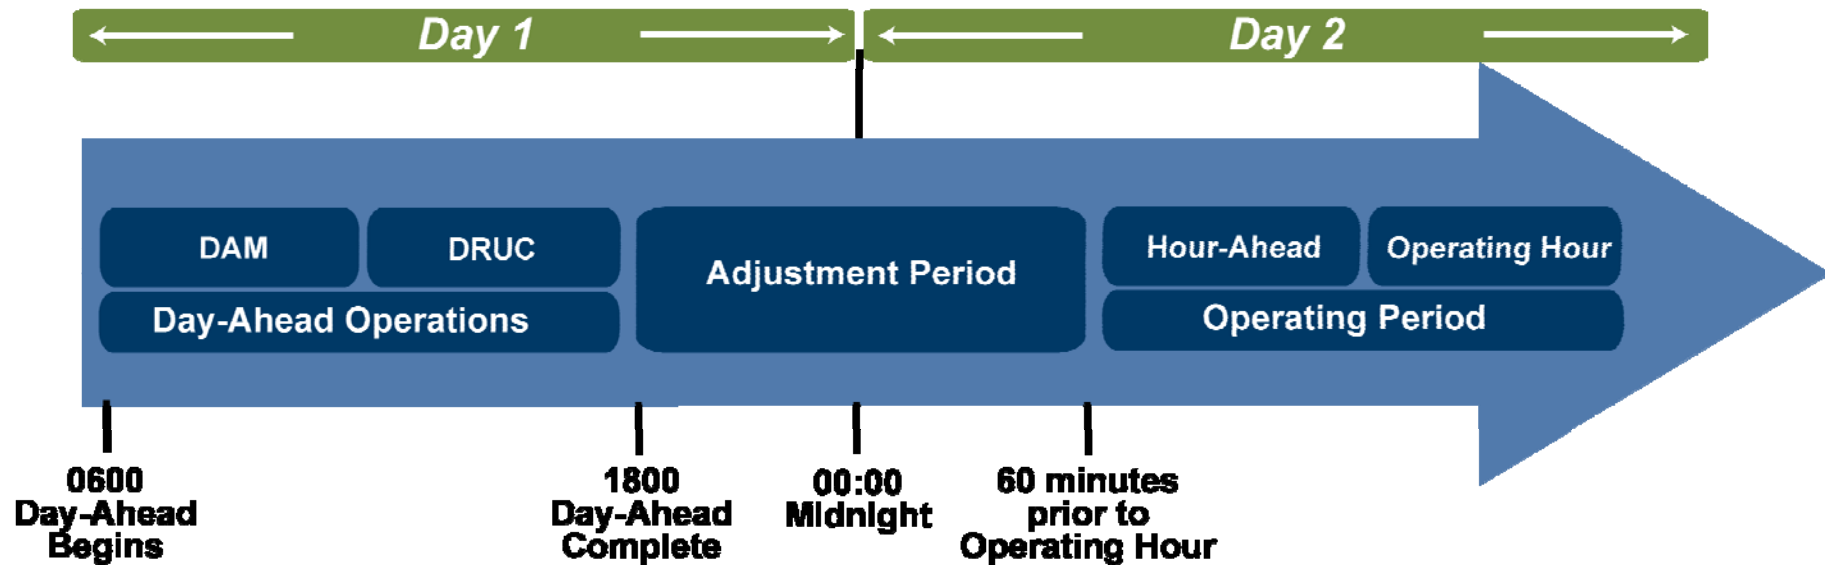 Day 1
Day 2
DAM
DRUC
Day-Ahead Operations
Adjustment Period
Hour-Ahead
Operating Hour
Operating Period
0600
Day-Ahead
Begins
1800
Day-Ahead
Complete
00:00
Midnight
60 minutes
prior to
Operating Hour